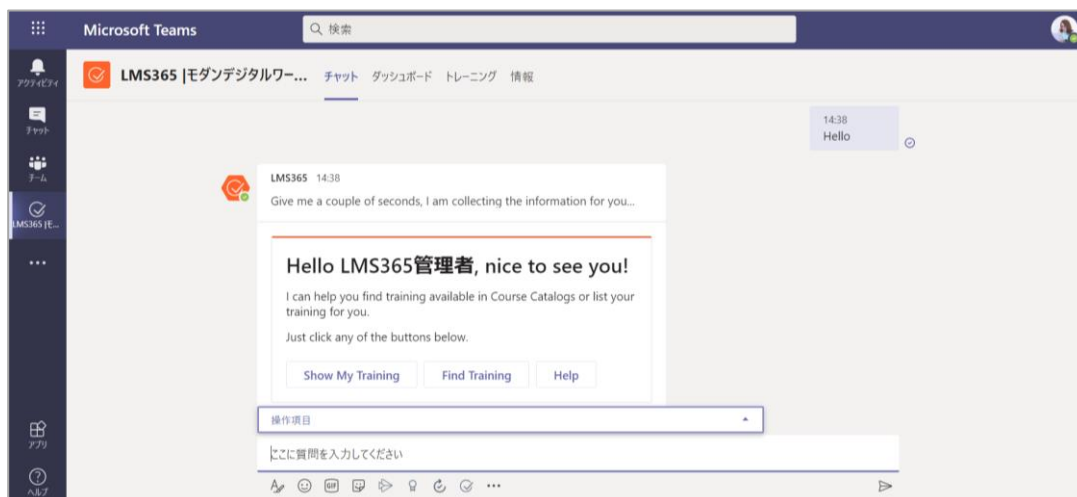 Microsoft Teams
検索
アクティビティ
チャット
チーム
LMS365 |モ...
アプリ
ヘルプ
LMS365 |モダンデジタルワー...
チャット ダッシュボード トレーニング 情報
14:38
Hello
LMS365 14:38
Give me a couple of seconds, I am collecting the information for you...
Hello LMS365管理者, nice to see you!
I can help you find training available in Course Catalogs or list your
training for you.
Just click any of the buttons below.
Show My Training Find Training Help
操作項目
ここに質問を入力してください
GIF